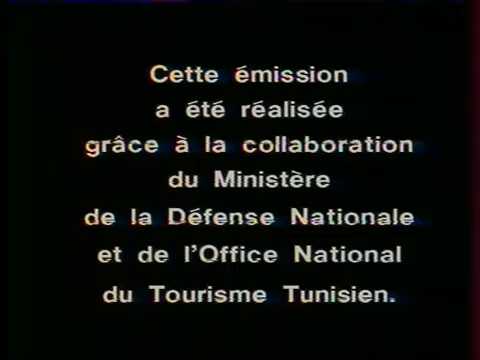 Cette émission
a été réalisée
grâce à la collaboration
du Ministère
de la Défense Nationale
et de l'Office National
du Tourisme Tunisien.